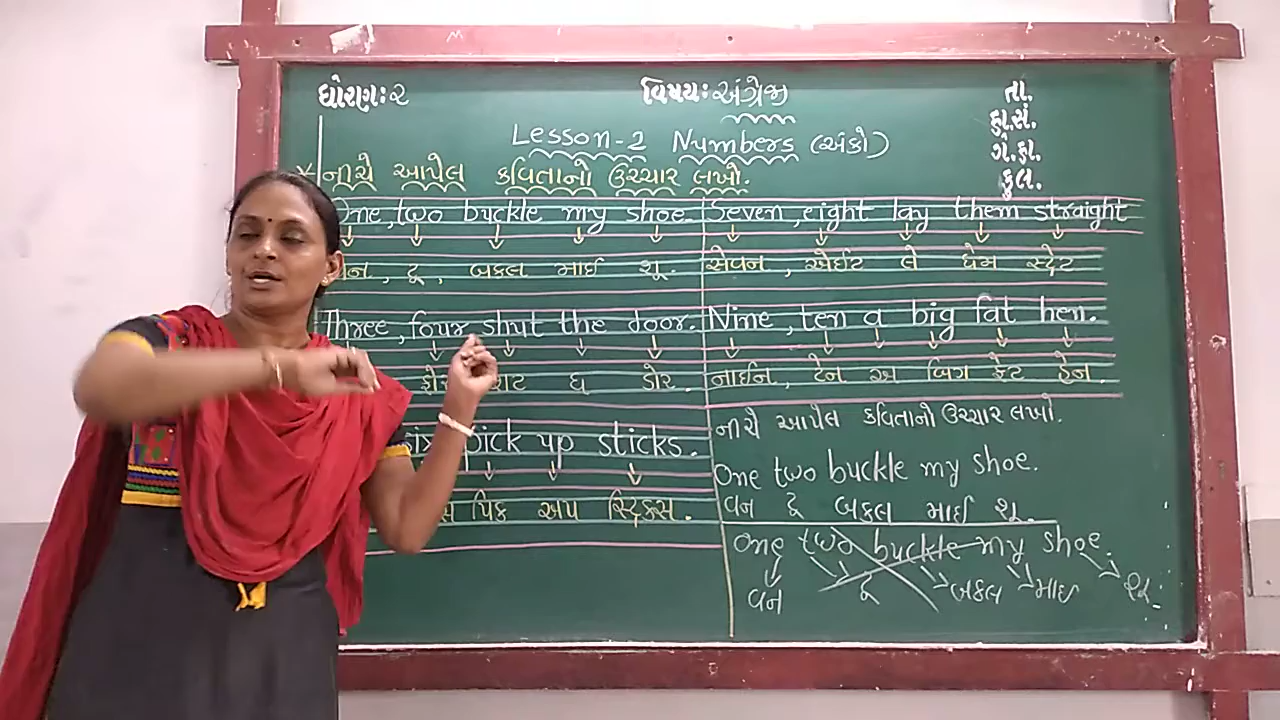 ધોરણ: ૨
વિષય: અંગ્રેજી
તા.
હા.સં.
ગે.હા.
કુલ.
Lesson-2 Numbers (અંકો)
* નીચે આપેલ કવિતાનો ઉચ્ચાર લખો.
One, two buckle my shoe.
વન, ટૂ, બકલ માઈ શૂ.
Three, four shut the door.
ફોર શટ ધ ડોર.
six pick up sticks.
પિક અપ સ્ટિક્સ.
Seven, eight lay them straight
સેવન, એઈટ લે ધેમ સ્ટ્રેટ
Nine, ten a big fat hen.
નાઈન, ટેન અ બિગ ફેટ હેન.
નીચે આપેલ કવિતાનો ઉચ્ચાર લખો.
One two buckle my shoe.
વન ટૂ બકલ માઈ શૂ.
One two buckle my shoe.
વન ટૂ બકલ માઈ શૂ.